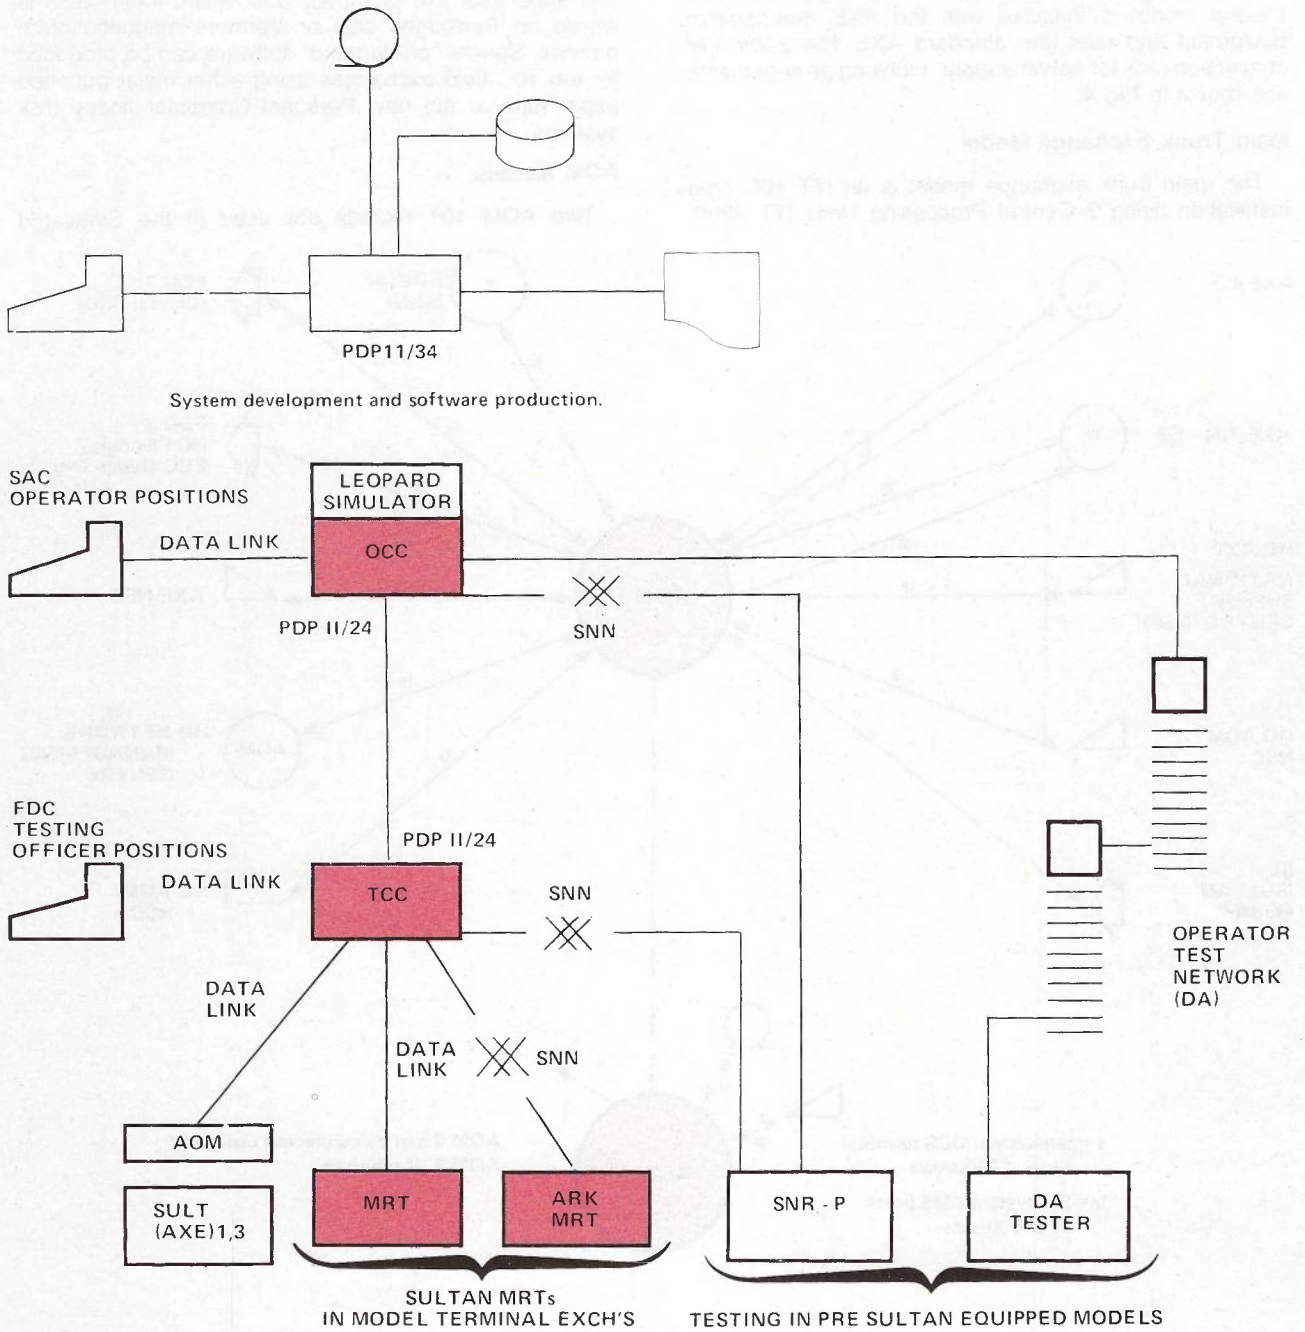 PDP11/34
System development and software production.
SAC
OPERATOR POSITIONS
LEOPARD
SIMULATOR
DATA LINK
OCC
SNN
PDP II/24
FDC
TESTING
OFFICER POSITIONS
PDP II/24
DATA LINK
TCC
SNN
OPERATOR
TEST
NETWORK
(DA)
DATA
LINK
DATA
LINK
SNN
AOM
SULT
(AXE)1,3
MRT
ARK
MRT
SNR - P
DA
TESTER
SULTAN MRTs
IN MODEL TERMINAL EXCH'S
TESTING IN PRE SULTAN EQUIPPED MODELS